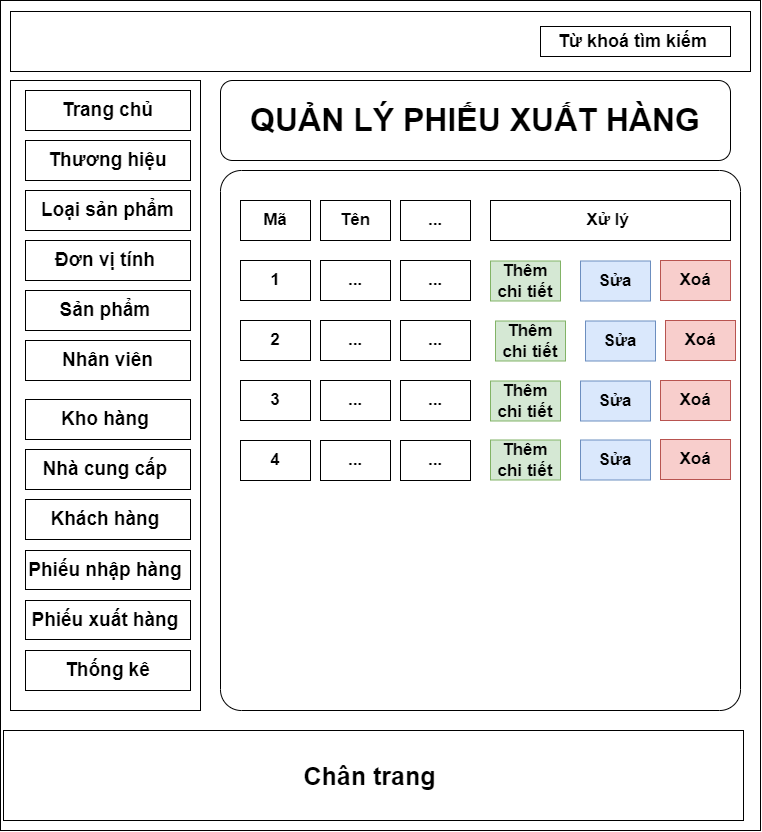 Từ khoá tìm kiếm
Trang chủ
Thương hiệu
Loại sản phẩm
Đơn vị tính
Sản phẩm
Nhân viên
Kho hàng
Nhà cung cấp
Khách hàng
Phiếu nhập hàng
Phiếu xuất hàng
Thống kê
QUẢN LÝ PHIẾU XUẤT HÀNG
Mã Tên ... Xử lý
1 ... ... Thêm chi tiết Sửa Xoá
2 ... ... Thêm chi tiết Sửa Xoá
3 ... ... Thêm chi tiết Sửa Xoá
4 ... ... Thêm chi tiết Sửa Xoá
Chân trang